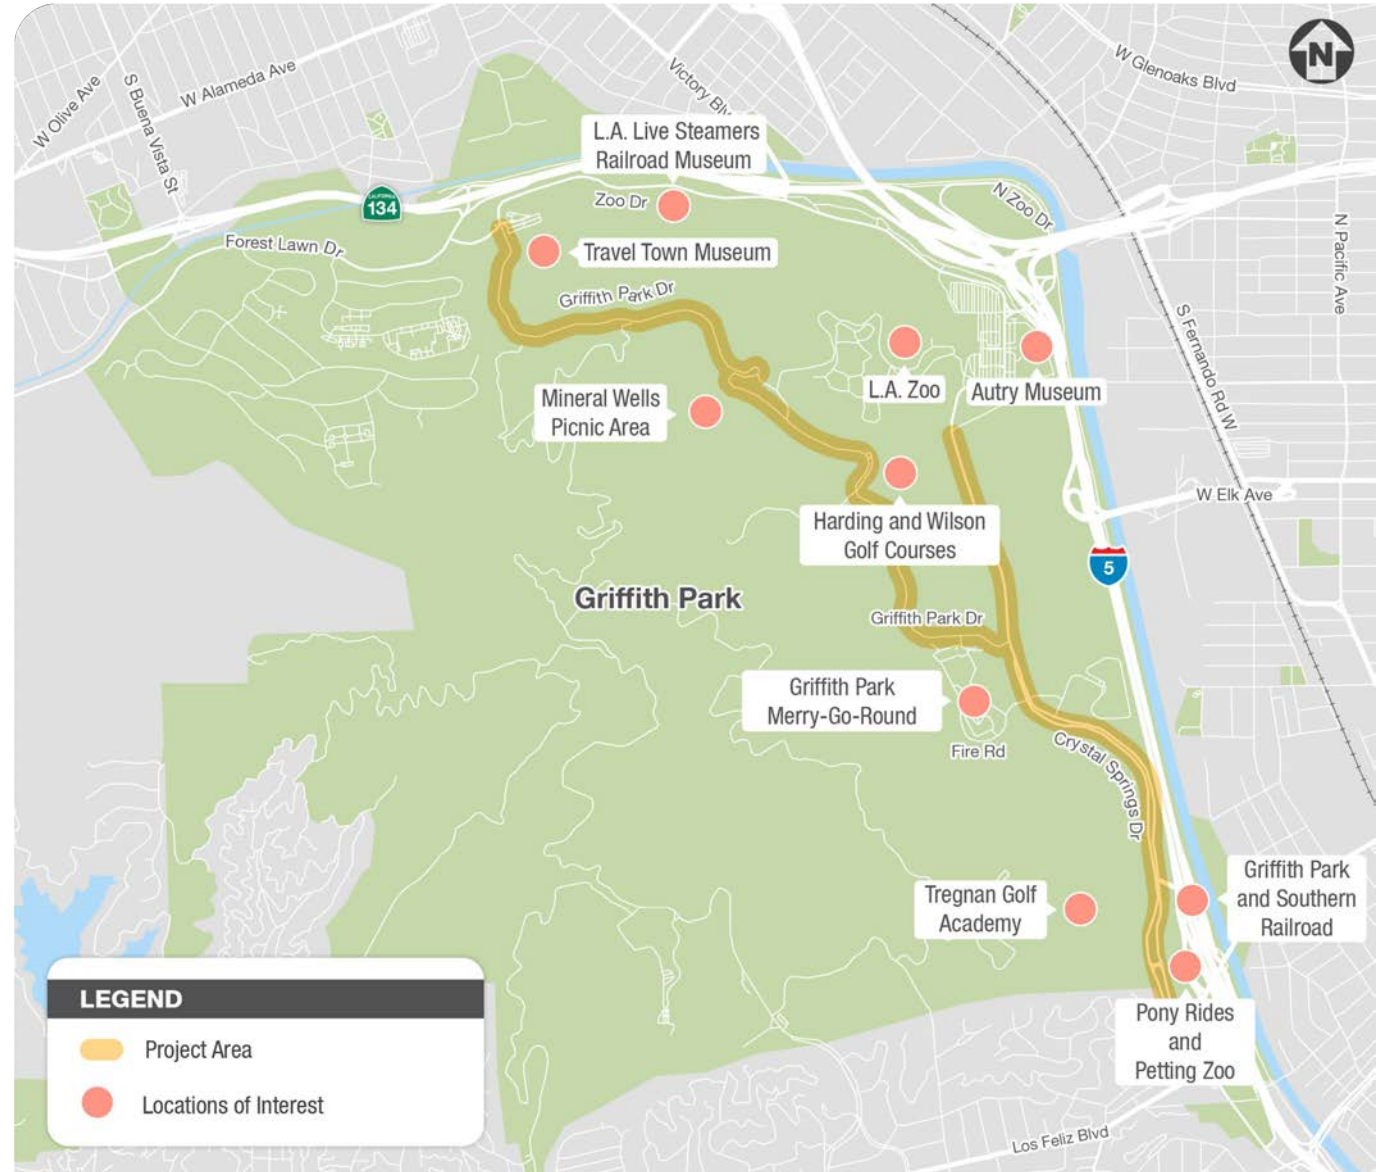 N
W Glenoaks Blvd
Victory Blv
W Alameda Ave
W Olive Ave
S Buena Vista St
L.A. Live Steamers
Railroad Museum
CALIFORNIA
134
Zoo Dr
N Zoo Dr
Forest Lawn Dr
Travel Town Museum
N Pacific Ave
Griffith Park Dr
S Fernando Rd W
L.A. Zoo
Autry Museum
Mineral Wells
Picnic Area
W Elk Ave
Harding and Wilson
Golf Courses
5
Griffith Park
Griffith Park Dr
Griffith Park
Merry-Go-Round
Fire Rd
Crystal Springs Dr
Griffith Park
and Southern
Railroad
Tregnan Golf
Academy
Pony Rides
and
Petting Zoo
Los Feliz Blvd
LEGEND
Project Area
Locations of Interest